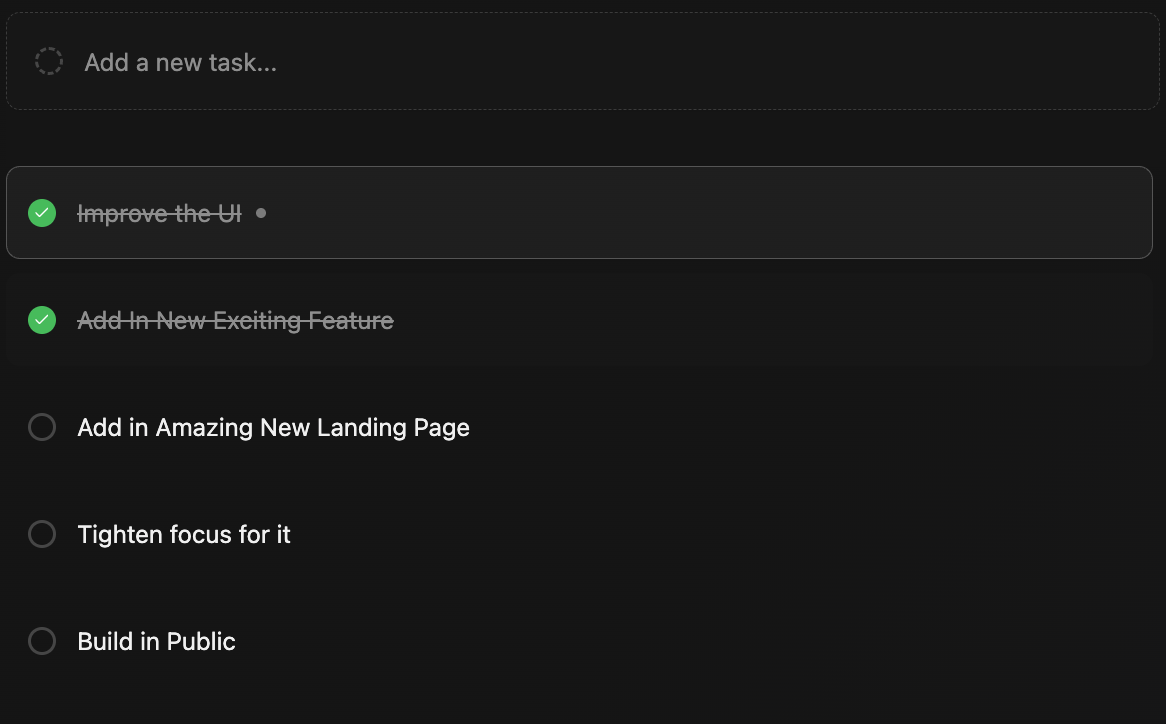 Add a new task...
Improve the UI
Add In New Exciting Feature
Add in Amazing New Landing Page
Tighten focus for it
Build in Public